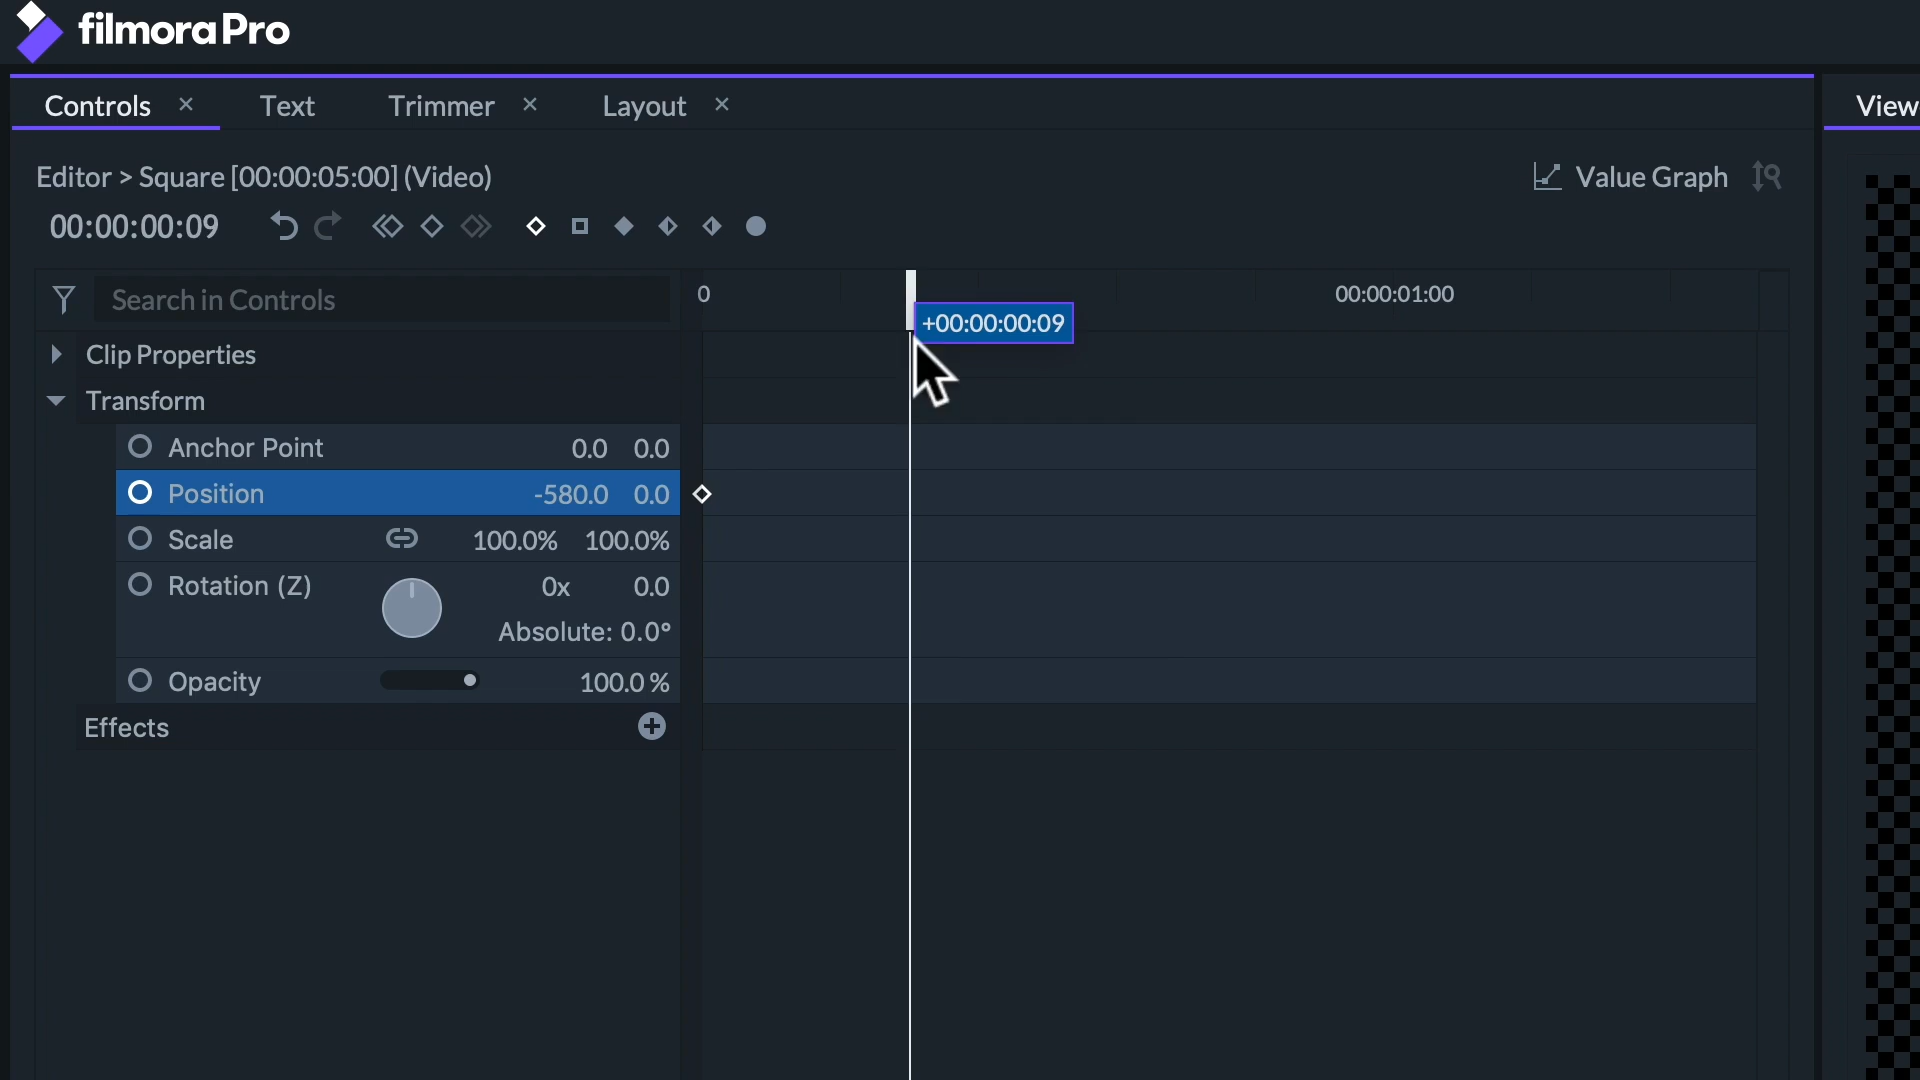 filmoraPro
Controls
Text
Trimmer
Layout
View
Editor > Square [00:00:05:00] (Video)
Value Graph
00:00:00:09
Search in Controls
0
00:00:01:00
+00:00:00:09
Clip Properties
Transform
Anchor Point 0.0 0.0
Position -580.0 0.0
Scale 100.0% 100.0%
Rotation (Z) 0x 0.0
Absolute: 0.0°
Opacity 100.0 %
Effects